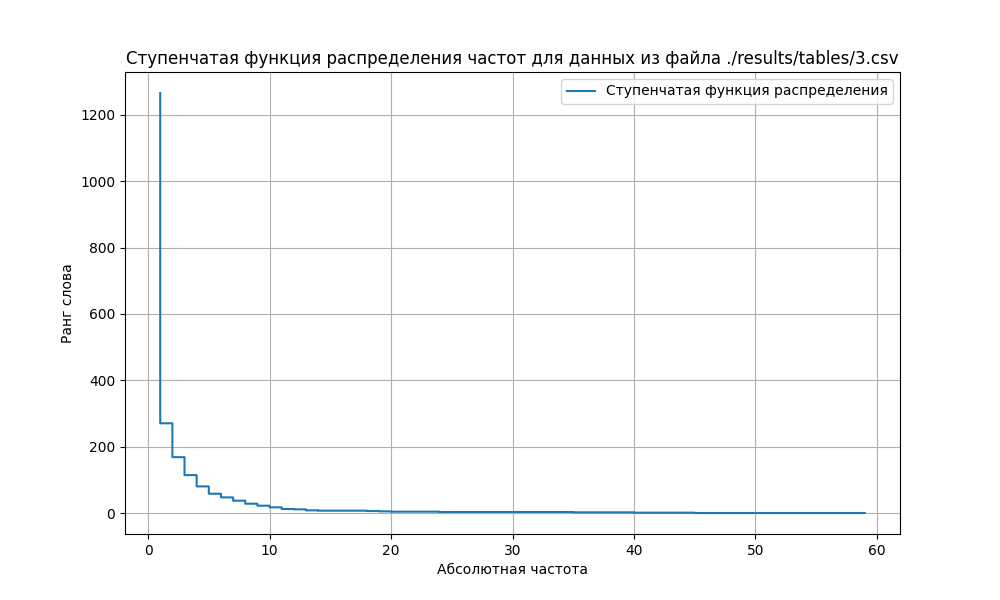 Ступенчатая функция распределения частот для данных из файла ./results/tables/3.csv
Ступенчатая функция распределения
1200
1000
800
600
400
200
0
Ранг слова
0 10 20 30 40 50 60
Абсолютная частота